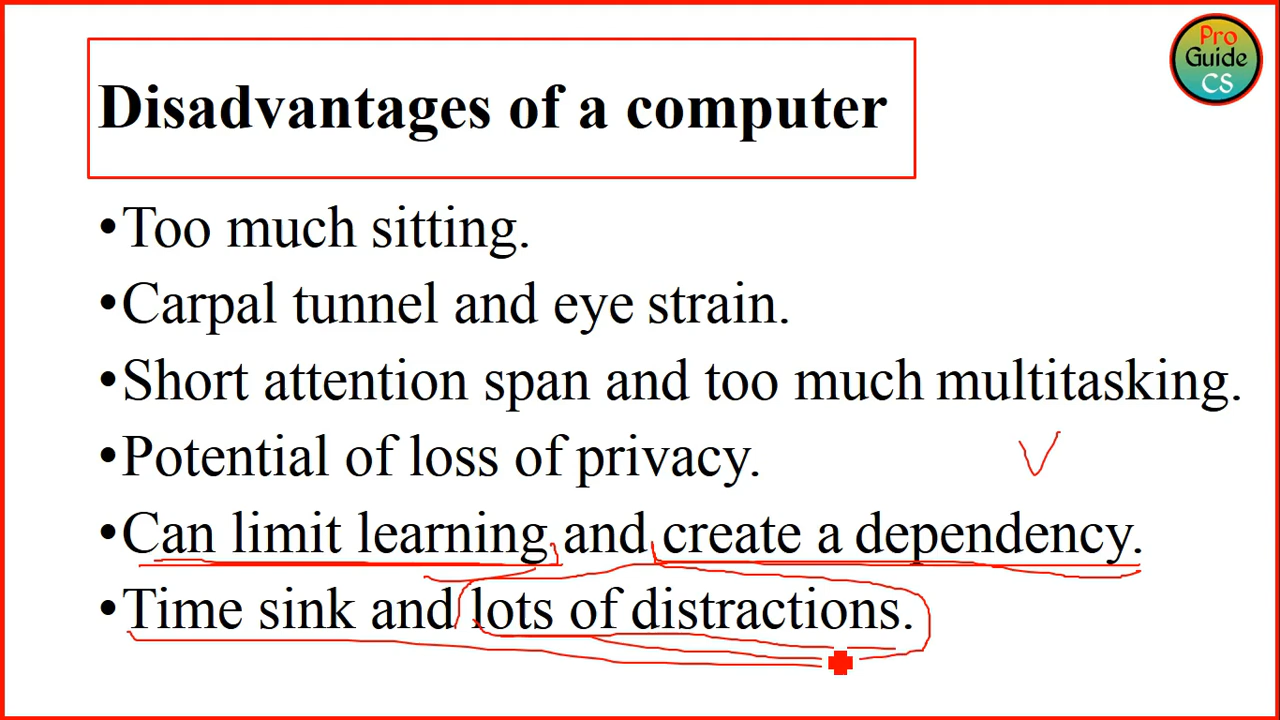 Pro
Guide
CS
Disadvantages of a computer
•Too much sitting.
•Carpal tunnel and eye strain.
•Short attention span and too much multitasking.
•Potential of loss of privacy.
•Can limit learning and create a dependency.
•Time sink and lots of distractions.